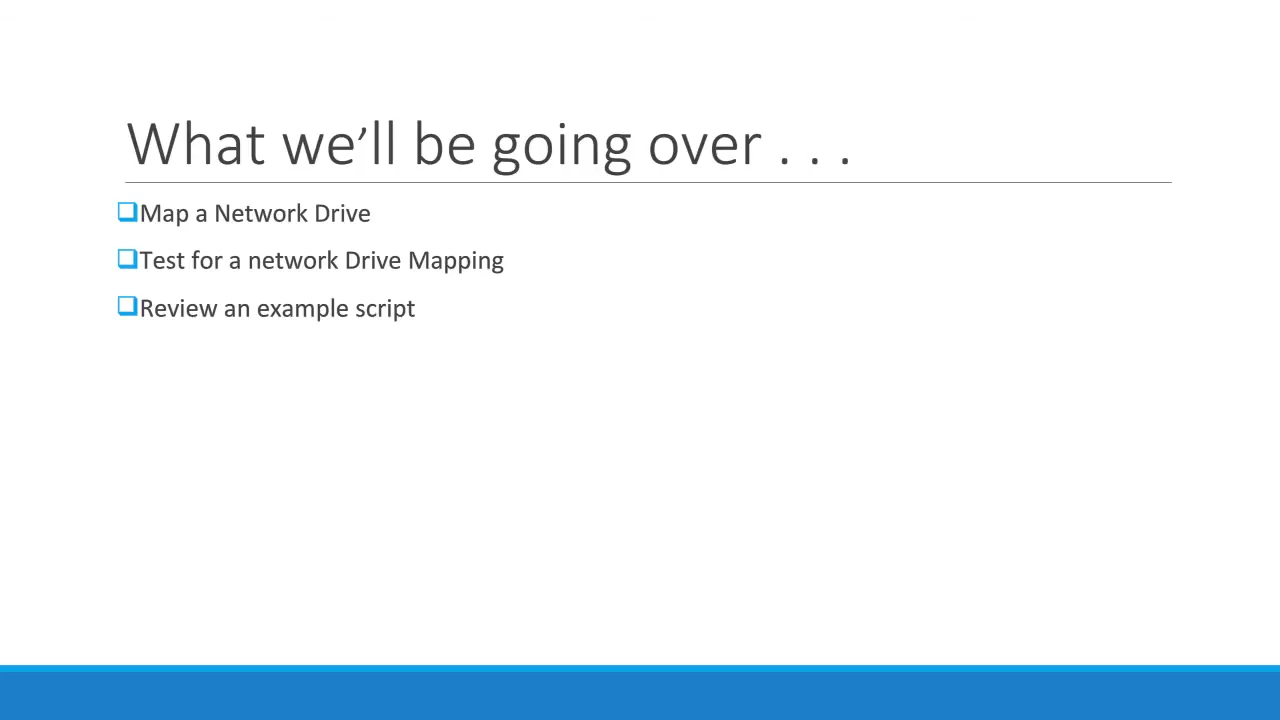 What we’ll be going over . . .
Map a Network Drive
Test for a network Drive Mapping
Review an example script